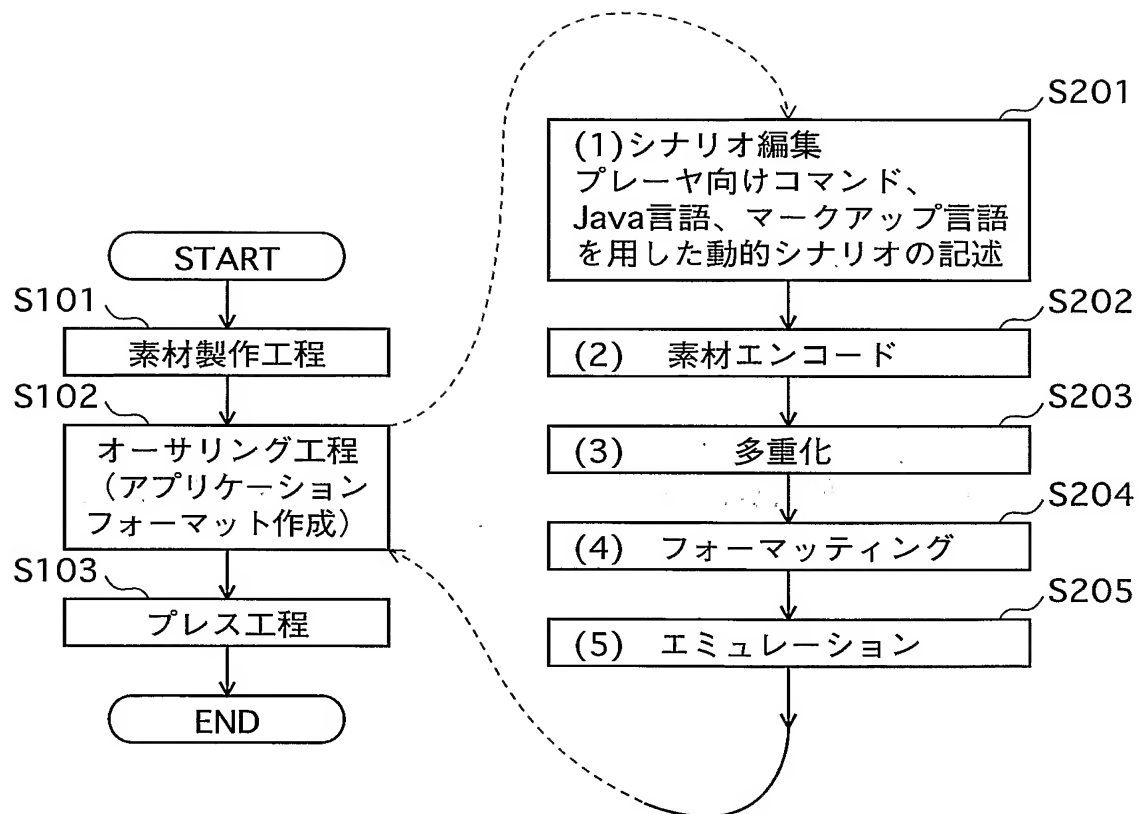 START
S101
素材製作工程
S102
オーサリング工程
（アプリケーション
フォーマット作成）
S103
プレス工程
END
S201
(1)シナリオ編集
プレーヤ向けコマンド、
Java言語、マークアップ言語
を用した動的シナリオの記述
S202
(2) 素材エンコード
S203
(3) 多重化
S204
(4) フォーマッティング
S205
(5) エミュレーション